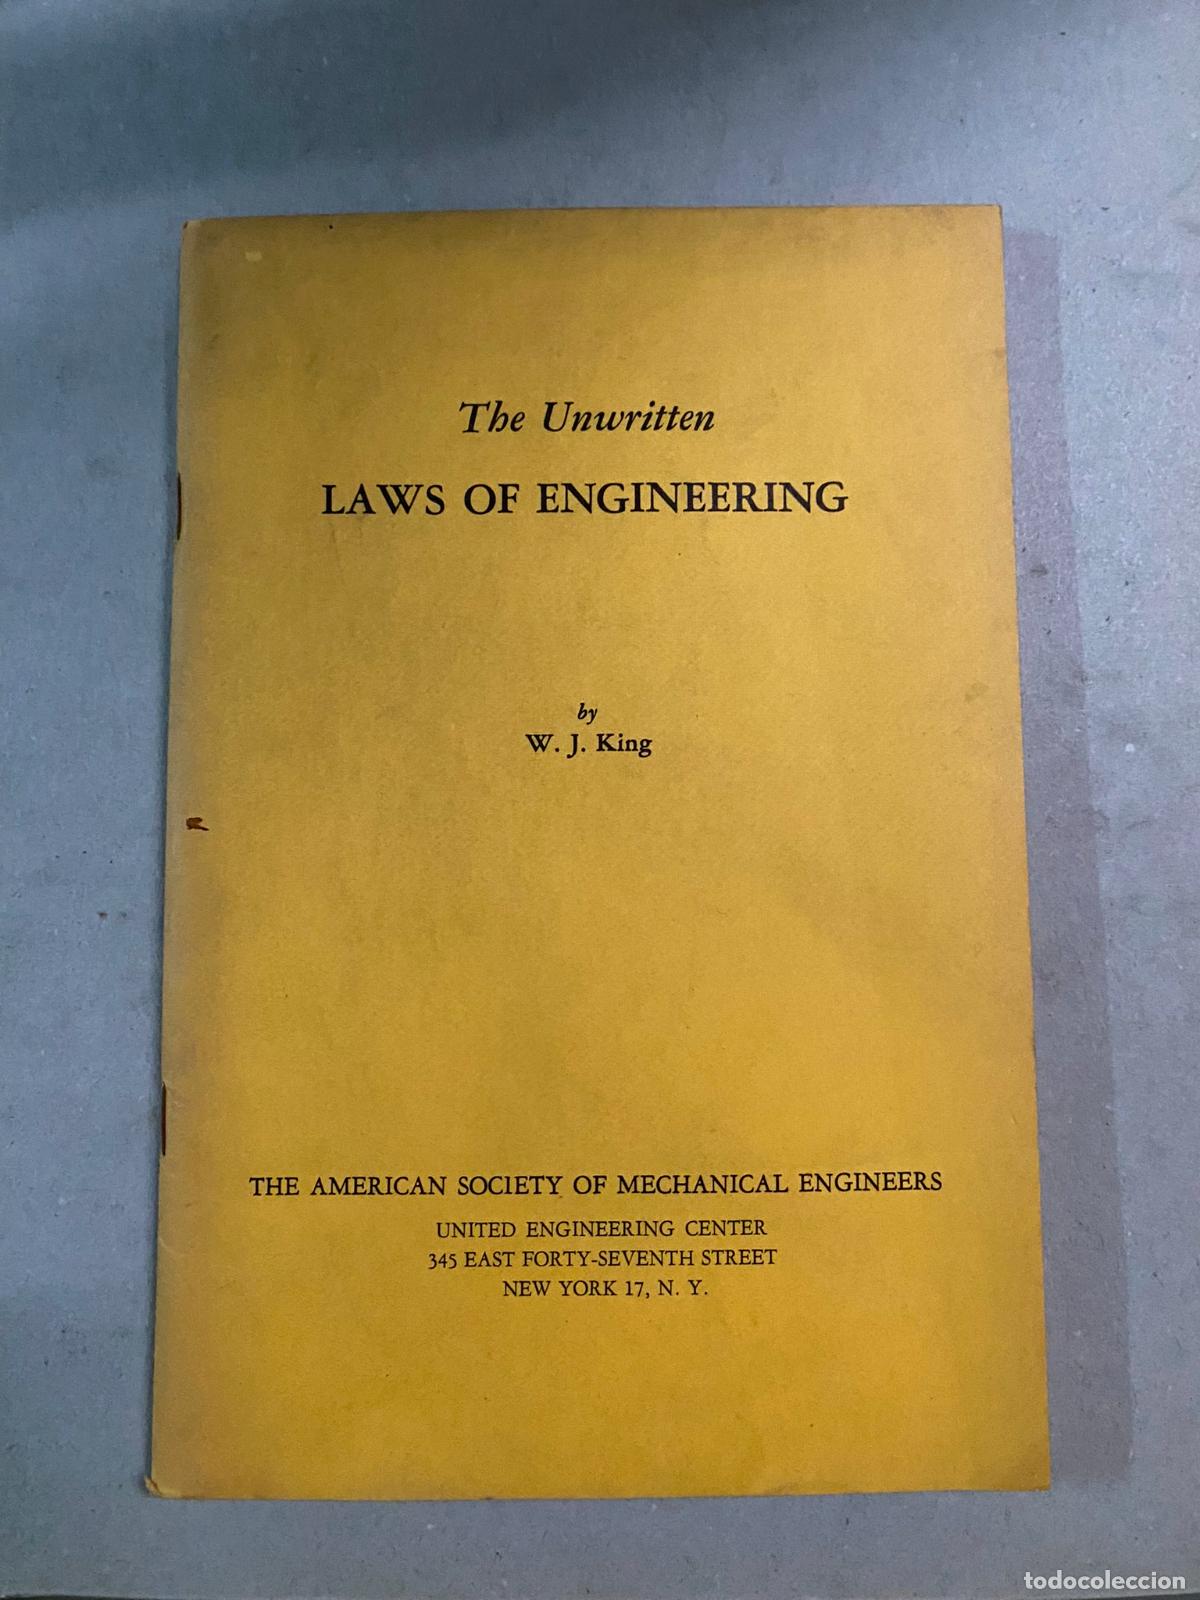 The Unwritten
LAWS OF ENGINEERING
by
W. J. King
THE AMERICAN SOCIETY OF MECHANICAL ENGINEERS
UNITED ENGINEERING CENTER
345 EAST FORTY-SEVENTH STREET
NEW YORK 17, N. Y.
todocoleccion